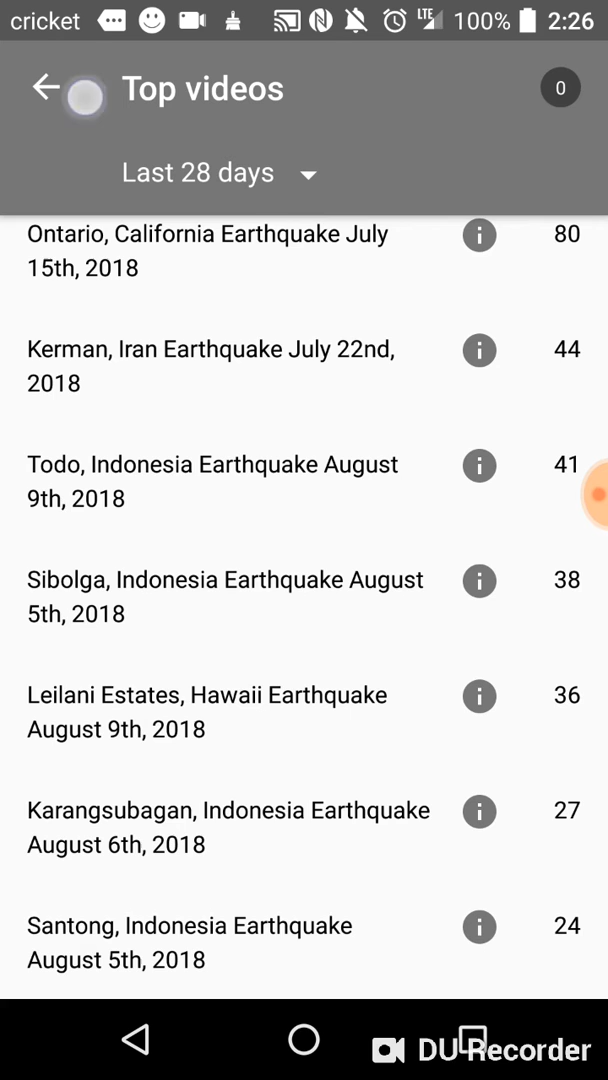 cricket LTE 100% 2:26
Top videos 0
Last 28 days
Ontario, California Earthquake July 80
15th, 2018
Kerman, Iran Earthquake July 22nd, 44
2018
Todo, Indonesia Earthquake August 41
9th, 2018
Sibolga, Indonesia Earthquake August 38
5th, 2018
Leilani Estates, Hawaii Earthquake 36
August 9th, 2018
Karangsubagan, Indonesia Earthquake 27
August 6th, 2018
Santong, Indonesia Earthquake 24
August 5th, 2018
DU Recorder